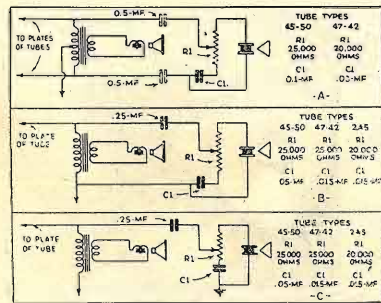 0.5-MF.
TO PLATES
OF TUBES
R1
0.5-MF
C1.
TUBE TYPES
45-50 47-42
R1 R1
25,000 20,000
OHMS OHMS
C1 C1
0.1-MF
-A-
.25-MF
TO PLATE
OF TUBE
R1
C1
TUBE TYPES
45-50 47-42 2A5
R1 R1 R1
25,000 25,000 20,000
OHMS OHMS OHMS
C1 C1 C1
.05-MF .015-MF .015-MF
-B-
.25-MF
TO PLATE
OF TUBE
R1
C1
TUBE TYPES
45-50 47-42 2A5
R1 R1 R1
25,000 25,000 20,000
OHMS OHMS OHMS
C1 C1 C1
.05-MF .015-MF .015-MF
-C-